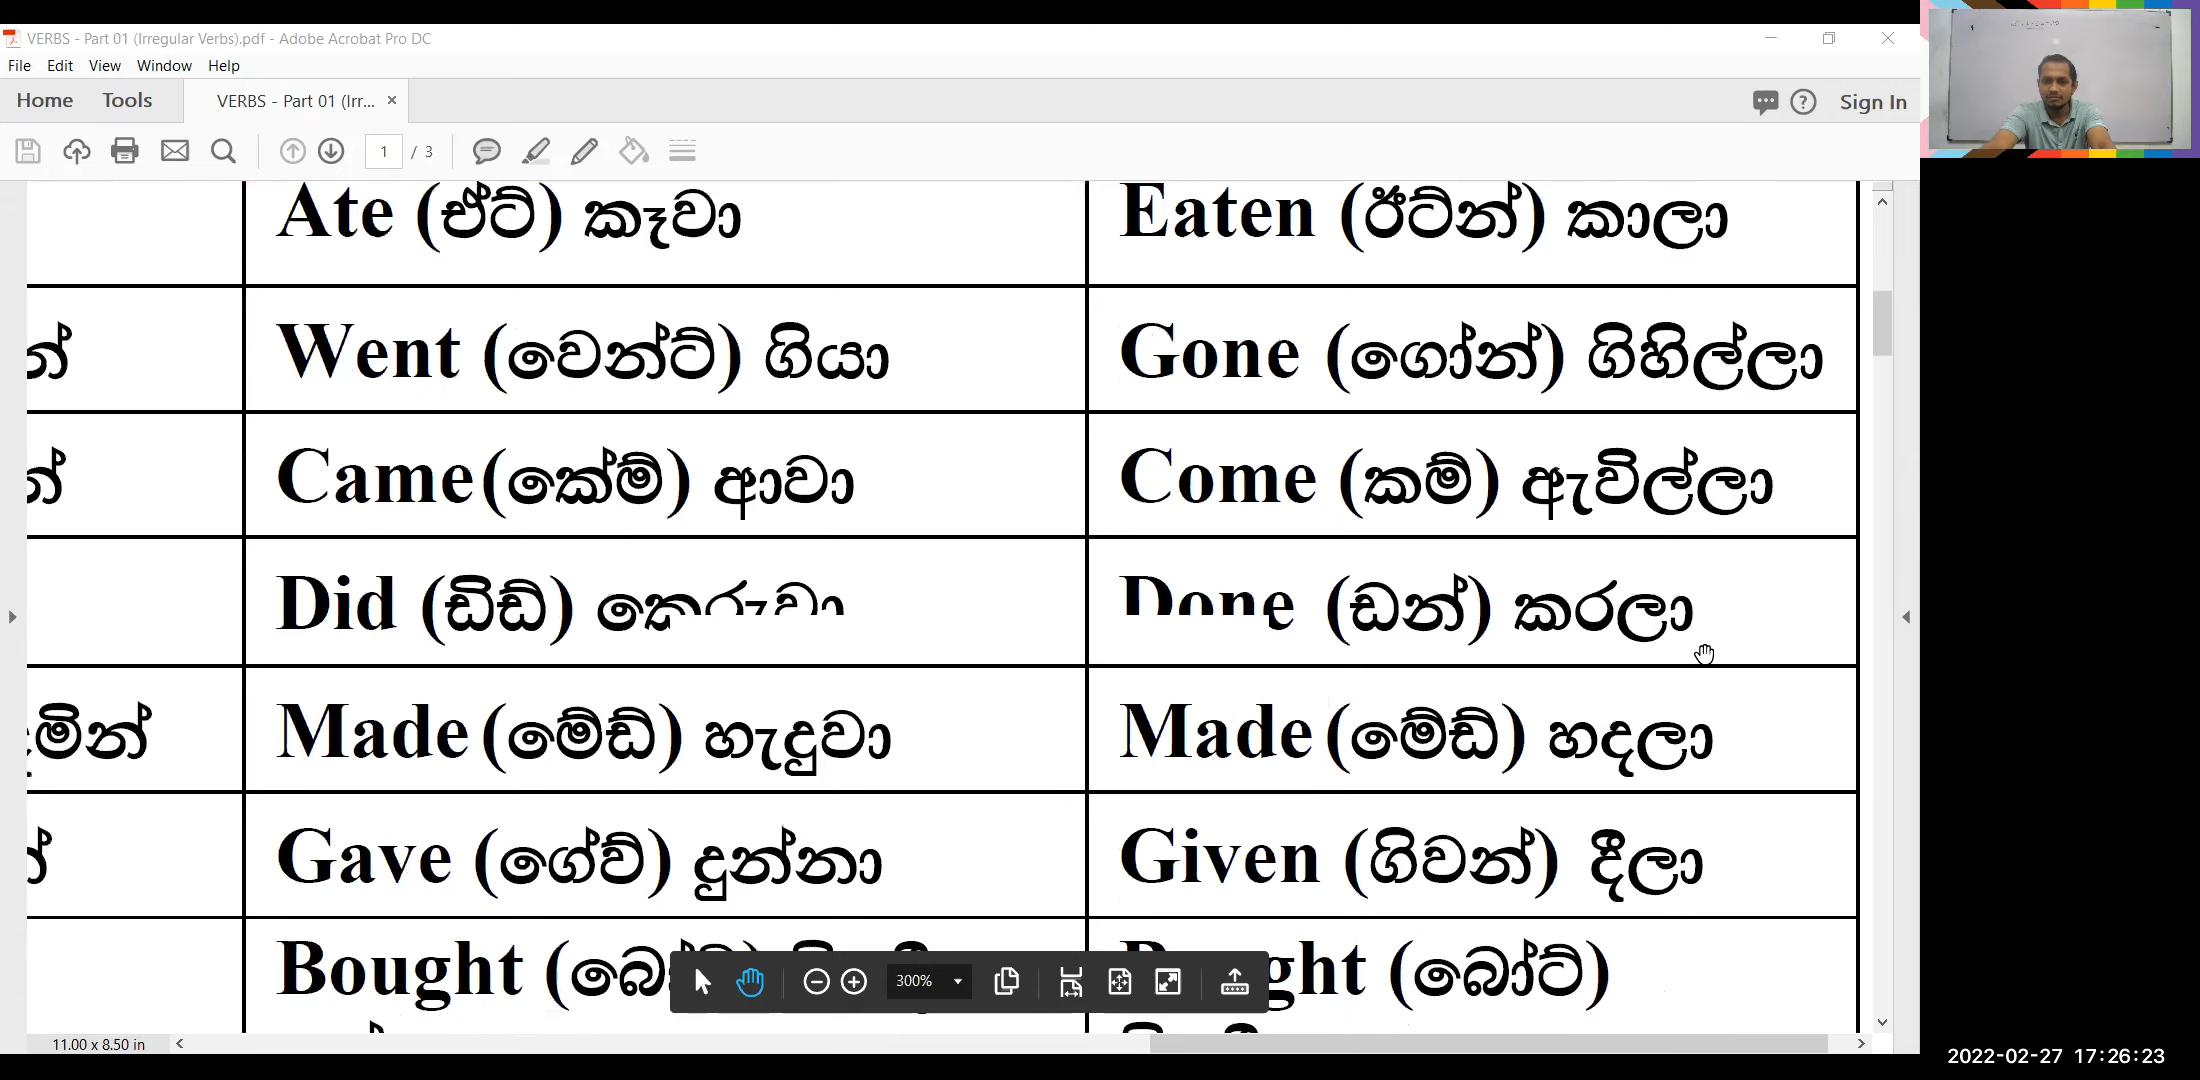 VERBS - Part 01 (Irregular Verbs).pdf - Adobe Acrobat Pro DC
File Edit View Window Help
Home Tools VERBS - Part 01 (Irr... × Sign In
1 / 3
Ate (ඒට්) කෑවා Eaten (ඊට්න්) කාලා
න් Went (වෙන්ට්) ගියා Gone (ගෝන්) ගිහිල්ලා
න් Came (කේම්) ආවා Come (කම්) ඇවිල්ලා
Did (ඩිඩ්) කෙරුවා Done (ඩන්) කරලා
මින් Made (මේඩ්) හැදුවා Made (මේඩ්) හදලා
Gave (ගේව්) දුන්නා Given (ගිවන්) දීලා
Bought ght (බෝට්)
300%
11.00 x 8.50 in
2022-02-27 17:26:23